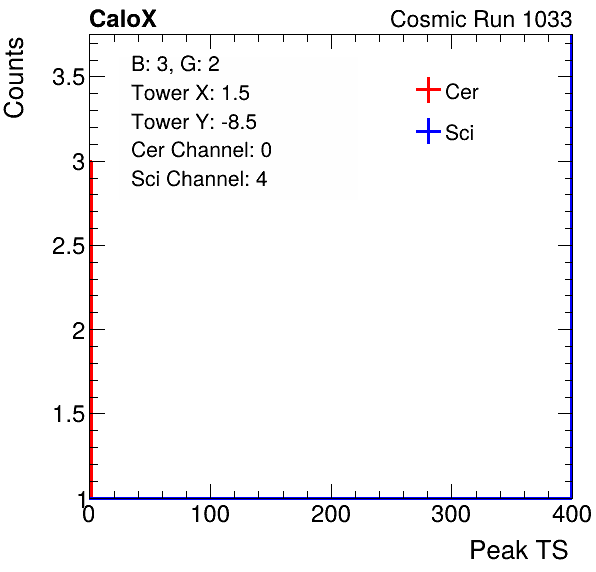 CaloX
Cosmic Run 1033
Counts
B: 3, G: 2
Tower X: 1.5
Tower Y: -8.5
Cer Channel: 0
Sci Channel: 4
Cer
Sci
3.5
3
2.5
2
1.5
1
0
100
200
300
400
Peak TS